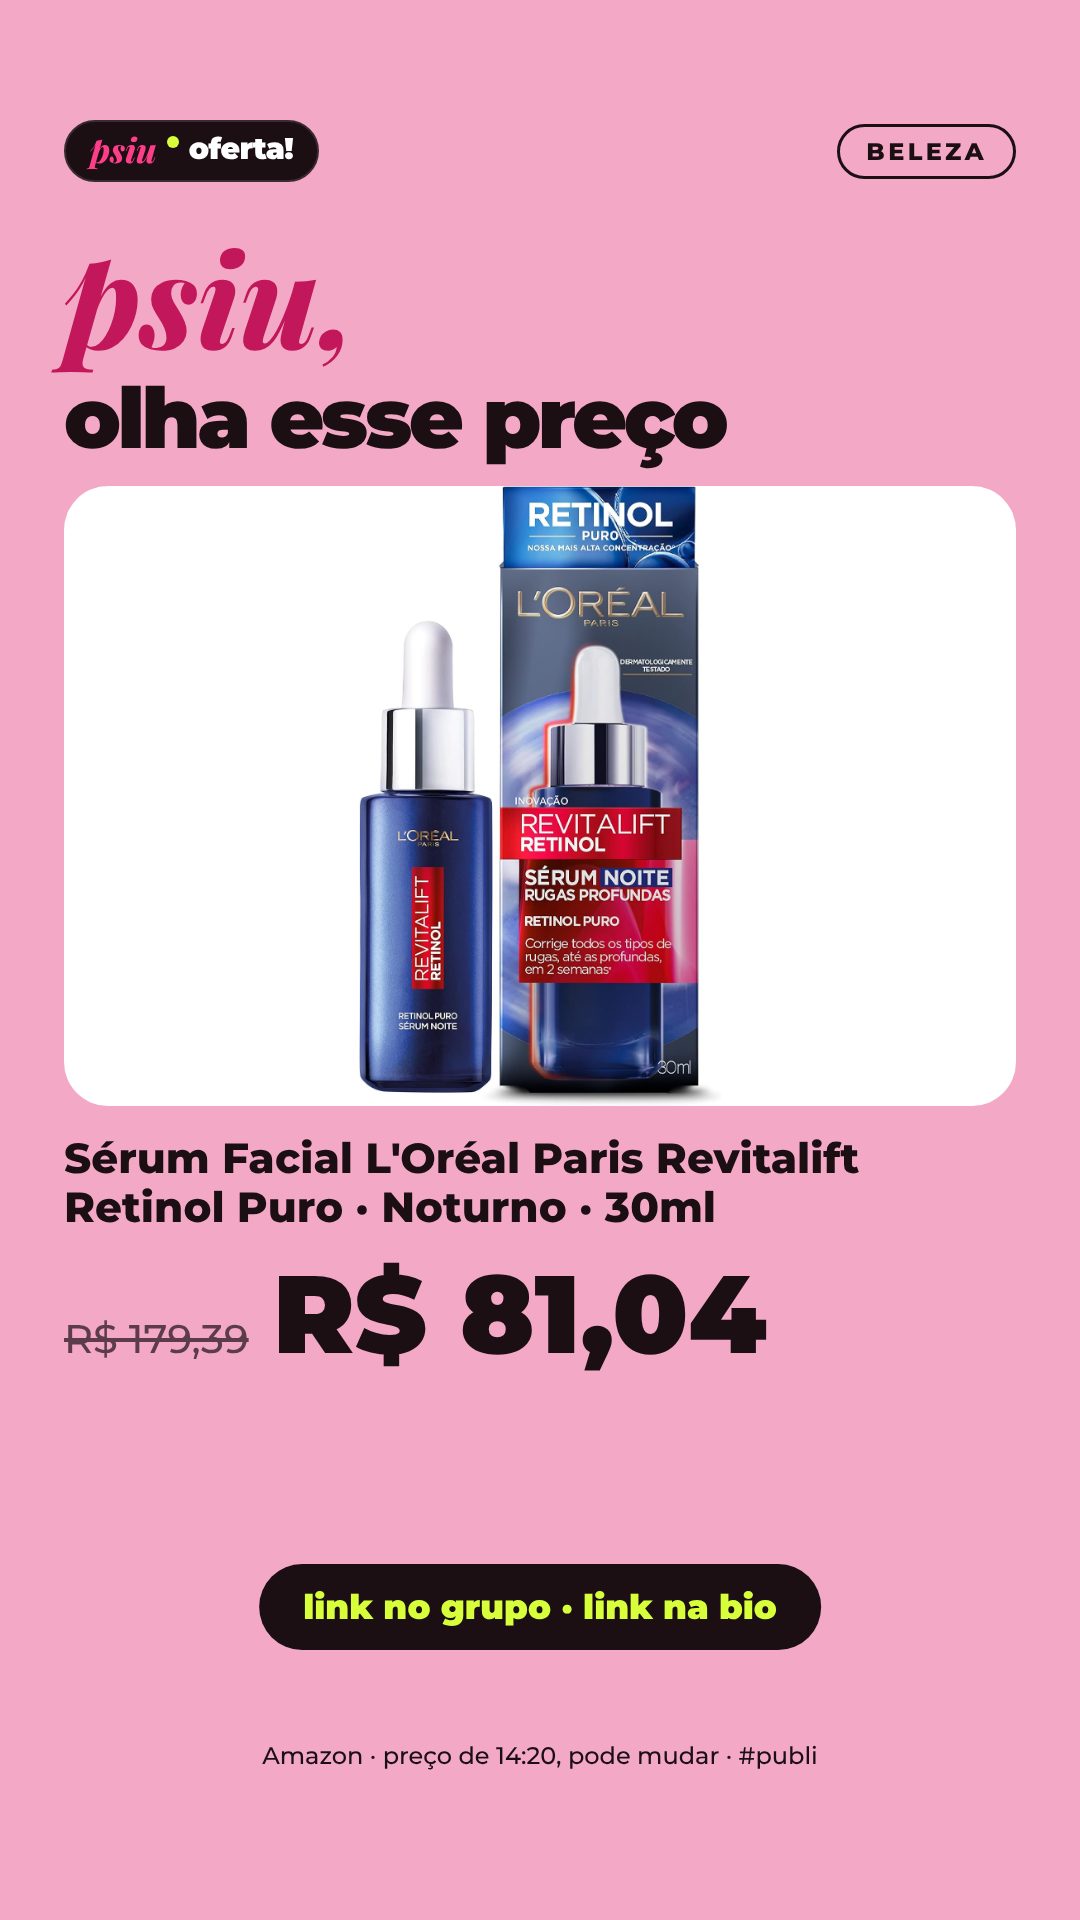 psiu oferta!
BELEZA
psiu,
olha esse preço
RETINOL
PURO
NOSSA MAIS ALTA CONCENTRAÇÃO
L'ORÉAL
PARIS
DERMATOLOGICAMENTE
TESTADO
INOVAÇÃO
REVITALIFT
RETINOL
SÉRUM NOITE
RUGAS PROFUNDAS
RETINOL PURO
Corrige todos os tipos de
rugas, até as profundas,
em 2 semanas*
30ml
L'ORÉAL
PARIS
REVITALIFT
RETINOL
RETINOL PURO
SÉRUM NOITE
Sérum Facial L'Oréal Paris Revitalift
Retinol Puro · Noturno · 30ml
R$ 179,39 R$ 81,04
link no grupo · link na bio
Amazon · preço de 14:20, pode mudar · #publi